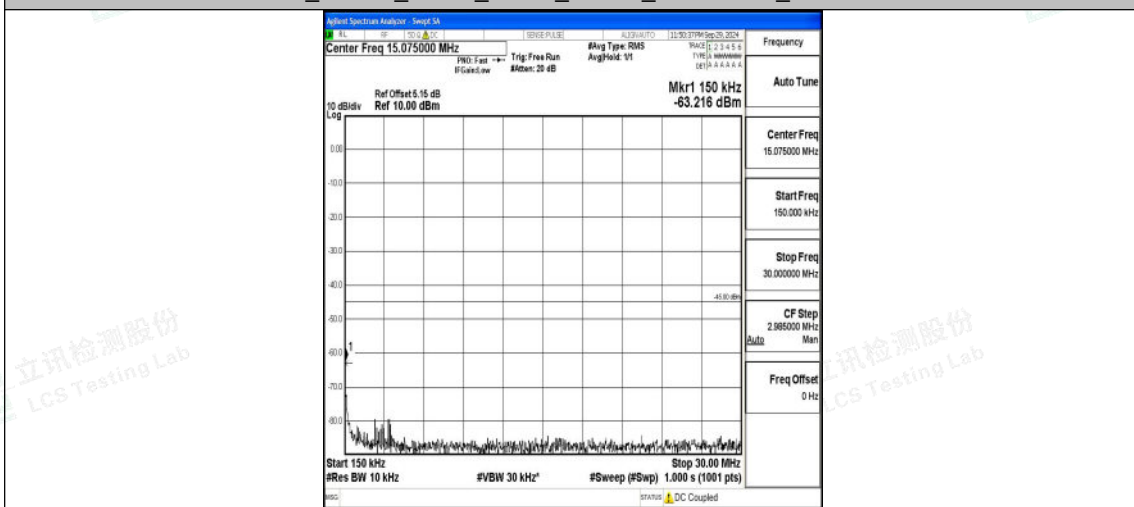 Agilent Spectrum Analyzer - Swept SA
RL RF 50 Ω DC SENSE:PULSE ALIGNAUTO 11:50:37PM Sep 29, 2024
Center Freq 15.075000 MHz
PNO: Fast
IFGain:Low
Trig: Free Run
#Atten: 20 dB
#Avg Type: RMS
Avg|Hold: 1/1
TRACE 1 2 3 4 5 6
TYPE A
DET A A A A A A
Ref Offset 6.15 dB
10 dB/div Ref 10.00 dBm
Log
Mkr1 150 kHz
-63.216 dBm
0.00
-10.0
-20.0
-30.0
-40.0
-50.0
-60.0
-70.0
-80.0
1
Start 150 kHz
Stop 30.00 MHz
#Res BW 10 kHz
#VBW 30 kHz*
#Sweep (#Swp) 1.000 s (1001 pts)
MSG
STATUS DC Coupled
Frequency
Auto Tune
Center Freq
15.075000 MHz
Start Freq
150.000 kHz
Stop Freq
30.000000 MHz
CF Step
2.985000 MHz
Auto Man
Freq Offset
0 Hz
立讯检测股份
LCS Testing Lab
立讯检测股份
LCS Testing Lab